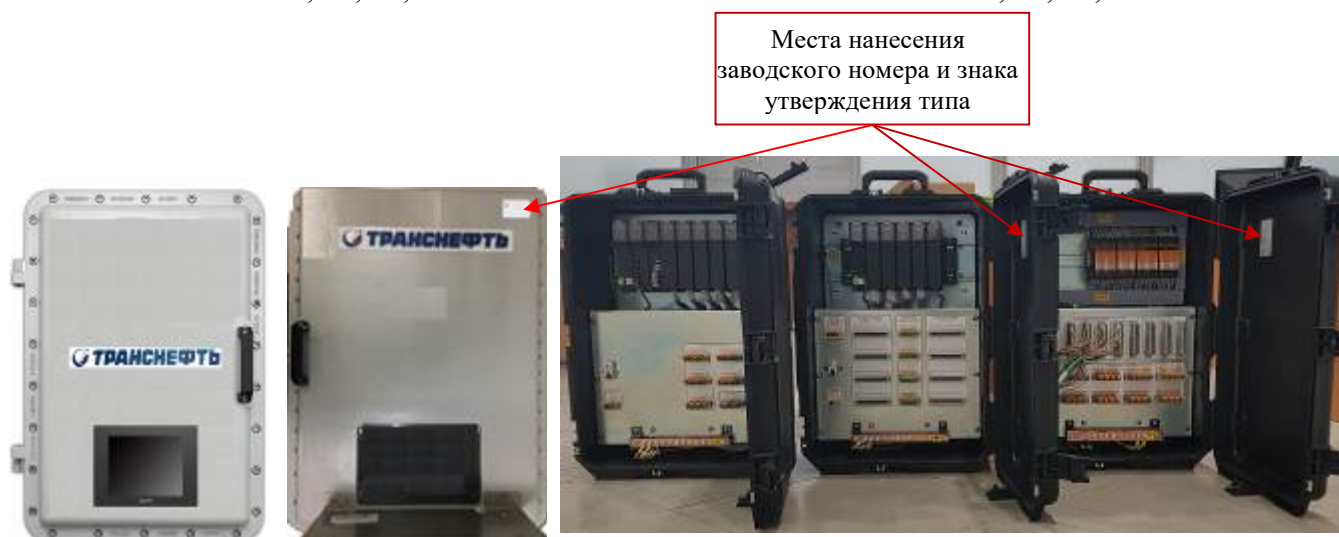 Места нанесения
заводского номера и знака
утверждения типа
ТРАНСНЕФТЬ
ТРАНСНЕФТЬ